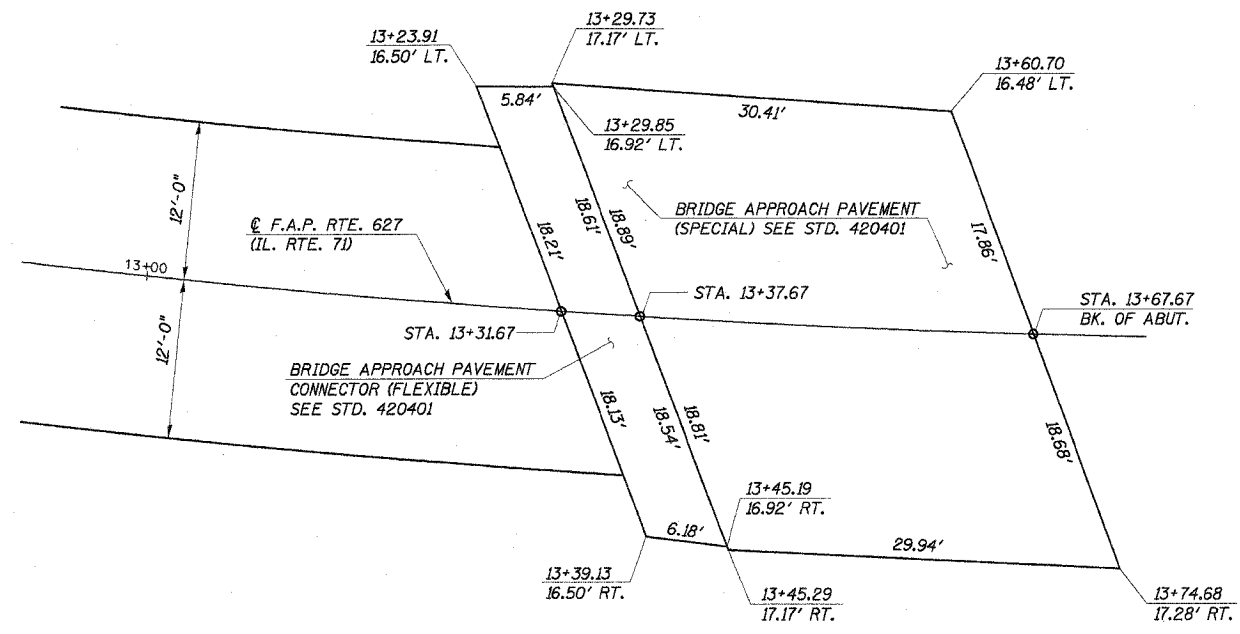 13+29.73
17.17' LT.
13+23.91
16.50' LT.
13+60.70
16.48' LT.
5.84'
30.41'
13+29.85
16.92' LT.
12'-0"
BRIDGE APPROACH PAVEMENT
(SPECIAL) SEE STD. 420401
18.61'
18.89'
17.86'
℄ F.A.P. RTE. 627
(IL. RTE. 71)
18.21'
13+00
STA. 13+37.67
STA. 13+67.67
BK. OF ABUT.
STA. 13+31.67
12'-0"
BRIDGE APPROACH PAVEMENT
CONNECTOR (FLEXIBLE)
SEE STD. 420401
18.13'
18.54'
18.81'
18.68'
13+45.19
16.92' RT.
6.18'
29.94'
13+39.13
16.50' RT.
13+45.29
17.17' RT.
13+74.68
17.28' RT.